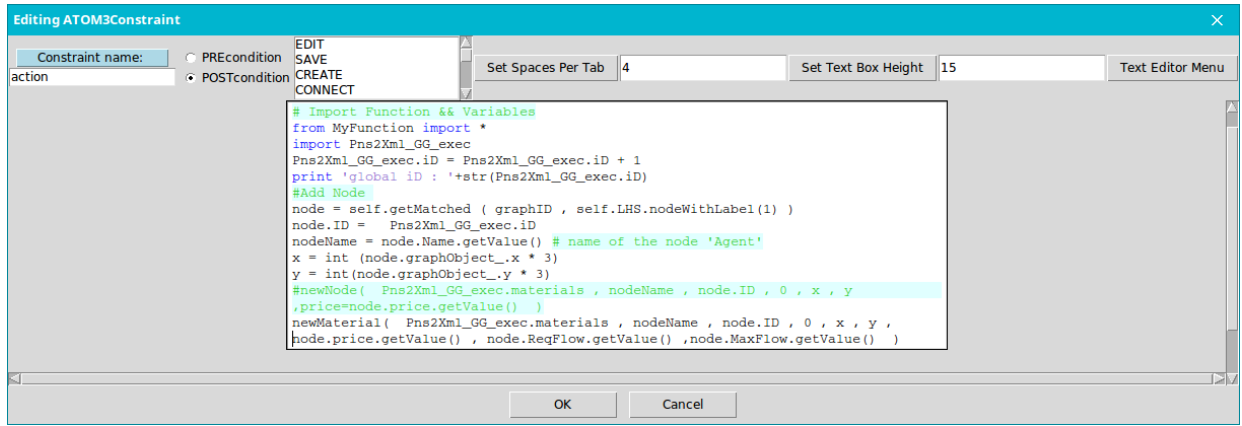 Editing ATOM3Constraint
Constraint name:
action
PREcondition
POSTcondition
EDIT
SAVE
CREATE
CONNECT
Set Spaces Per Tab
4
Set Text Box Height
15
Text Editor Menu
# Import Function && Variables
from MyFunction import *
import Pns2Xml_GG_exec
Pns2Xml_GG_exec.iD = Pns2Xml_GG_exec.iD + 1
print 'global iD : '+str(Pns2Xml_GG_exec.iD)
#Add Node
node = self.getMatched ( graphID , self.LHS.nodeWithLabel(1) )
node.ID =   Pns2Xml_GG_exec.iD
nodeName = node.Name.getValue() # name of the node 'Agent'
x = int (node.graphObject_.x * 3)
y = int(node.graphObject_.y * 3)
#newNode(  Pns2Xml_GG_exec.materials , nodeName , node.ID , 0 , x , y
,price=node.price.getValue()  )
newMaterial(  Pns2Xml_GG_exec.materials , nodeName , node.ID , 0 , x , y ,
node.price.getValue() , node.ReqFlow.getValue() ,node.MaxFlow.getValue()  )
OK
Cancel